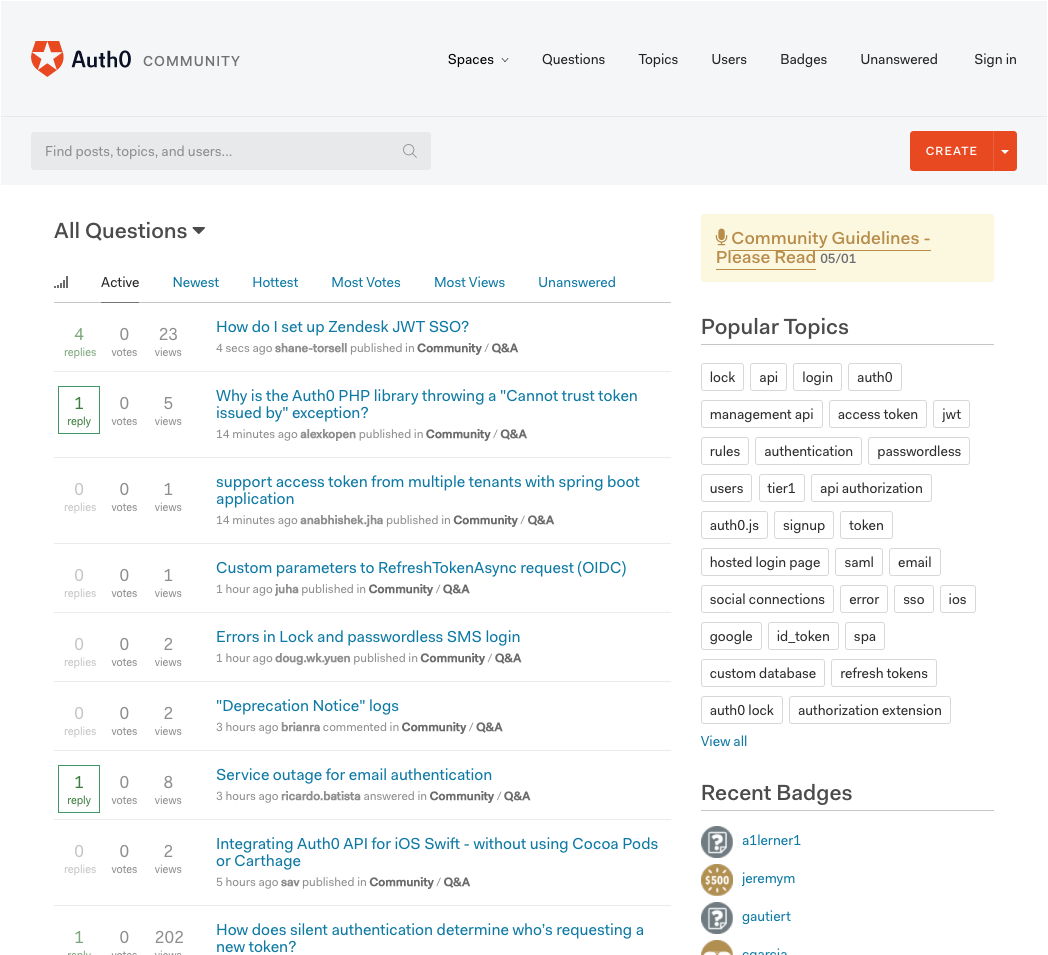 Auth0 COMMUNITY
Spaces Questions Topics Users Badges Unanswered Sign in
Find posts, topics, and users...
CREATE
All Questions
Active Newest Hottest Most Votes Most Views Unanswered
4 0 23
replies votes views
How do I set up Zendesk JWT SSO?
4 secs ago shane-torsell published in Community / Q&A
1 0 5
reply votes views
Why is the Auth0 PHP library throwing a "Cannot trust token
issued by" exception?
14 minutes ago alexkopen published in Community / Q&A
0 0 1
replies votes views
support access token from multiple tenants with spring boot
application
14 minutes ago anabhishek.jha published in Community / Q&A
0 0 1
replies votes views
Custom parameters to RefreshTokenAsync request (OIDC)
1 hour ago juha published in Community / Q&A
0 0 2
replies votes views
Errors in Lock and passwordless SMS login
1 hour ago doug.wk.yuen published in Community / Q&A
0 0 2
replies votes views
"Deprecation Notice" logs
3 hours ago brianra commented in Community / Q&A
1 0 8
reply votes views
Service outage for email authentication
3 hours ago ricardo.batista answered in Community / Q&A
0 0 2
replies votes views
Integrating Auth0 API for iOS Swift - without using Cocoa Pods
or Carthage
5 hours ago sav published in Community / Q&A
1 0 202
reply votes views
How does silent authentication determine who's requesting a
new token?
Community Guidelines -
Please Read 05/01
Popular Topics
lock api login auth0
management api access token jwt
rules authentication passwordless
users tier1 api authorization
auth0.js signup token
hosted login page saml email
social connections error sso ios
google id_token spa
custom database refresh tokens
auth0 lock authorization extension
View all
Recent Badges
a1lerner1
$500 jeremym
gautiert